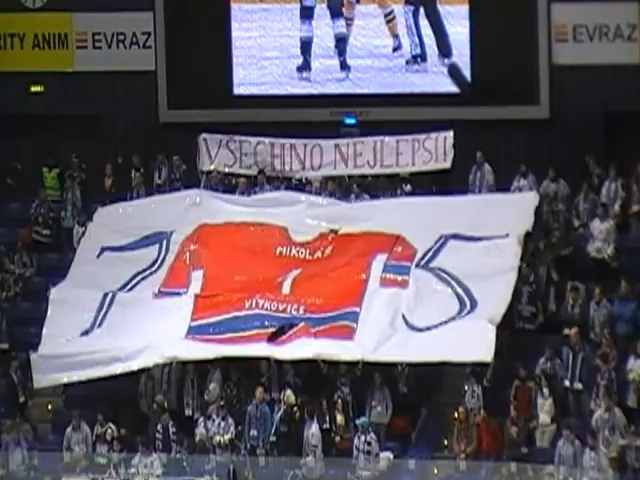 RITY ANIM
EVRAZ
EVRAZ
VŠECHNO NEJLEPŠÍ!
7 5
MIKOLÁŠ
1
VÍTKOVICE